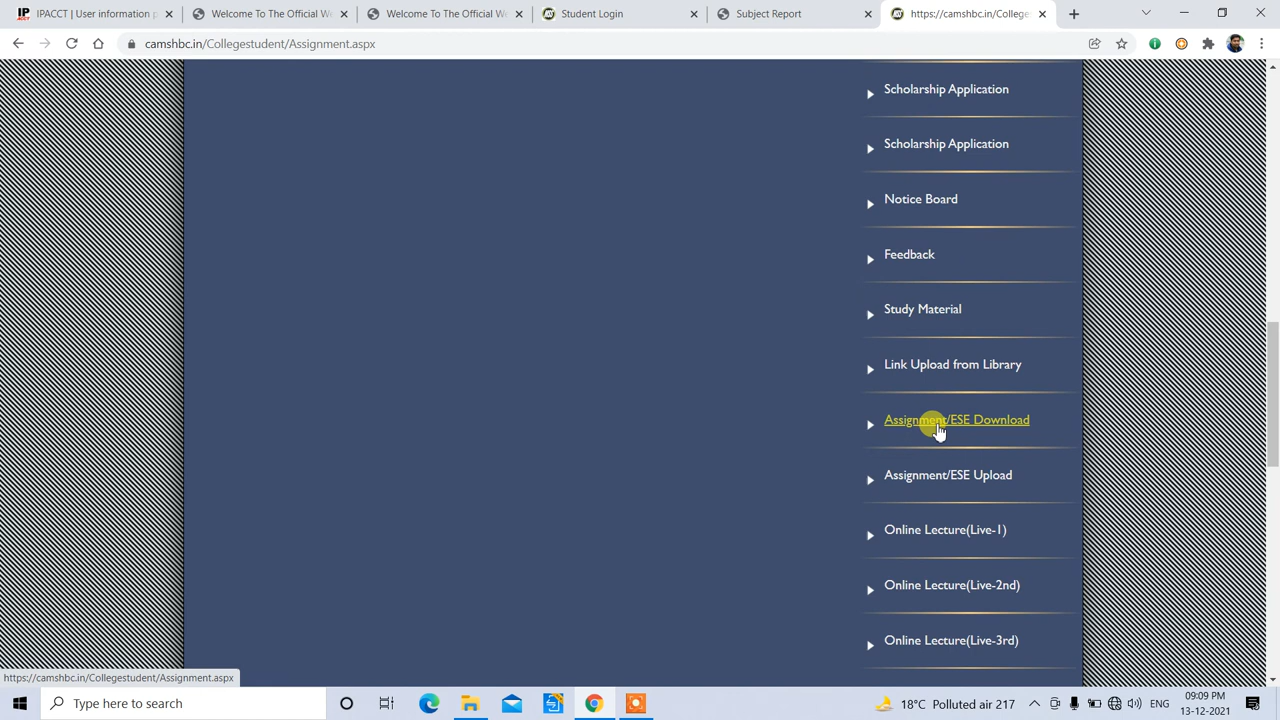 IPACCT | User information p
Welcome To The Official We
Welcome To The Official We
Student Login
Subject Report
https://camshbc.in/College
camshbc.in/Collegestudent/Assignment.aspx
Scholarship Application
Scholarship Application
Notice Board
Feedback
Study Material
Link Upload from Library
Assignment/ESE Download
Assignment/ESE Upload
Online Lecture(Live-1)
Online Lecture(Live-2nd)
Online Lecture(Live-3rd)
https://camshbc.in/Collegestudent/Assignment.aspx
Type here to search
18°C Polluted air 217
ENG
09:09 PM
13-12-2021